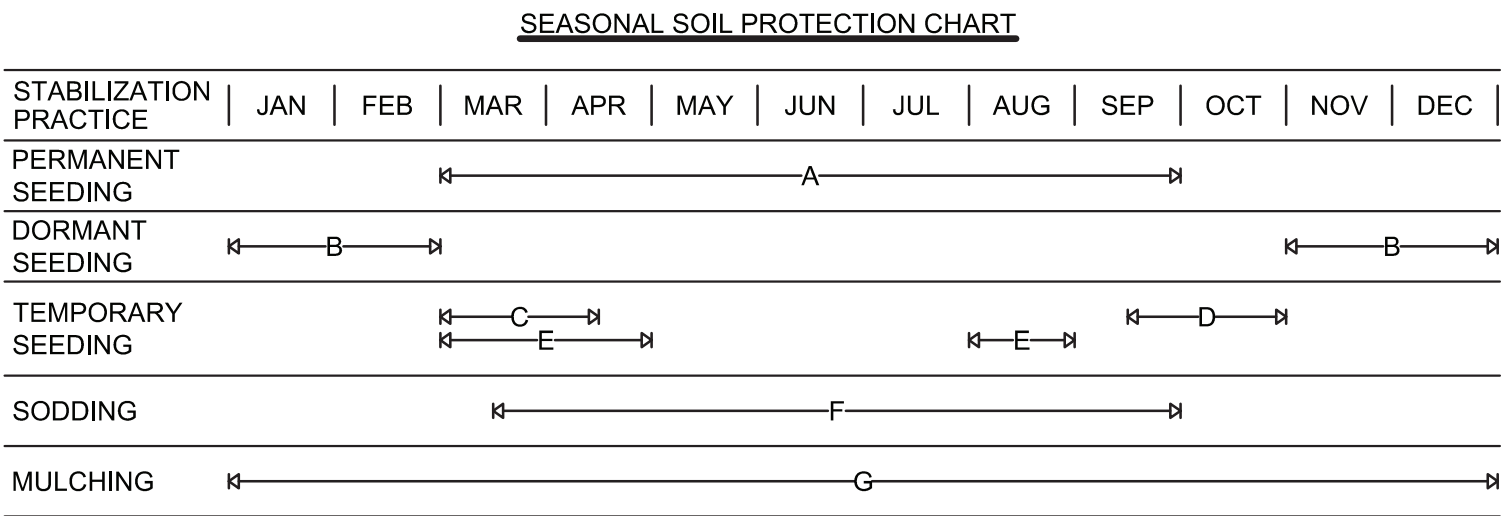 SEASONAL SOIL PROTECTION CHART
STABILIZATION PRACTICE JAN FEB MAR APR MAY JUN JUL AUG SEP OCT NOV DEC
PERMANENT
SEEDING
A
DORMANT
SEEDING
B B
TEMPORARY
SEEDING
C D
E E
SODDING F
MULCHING G